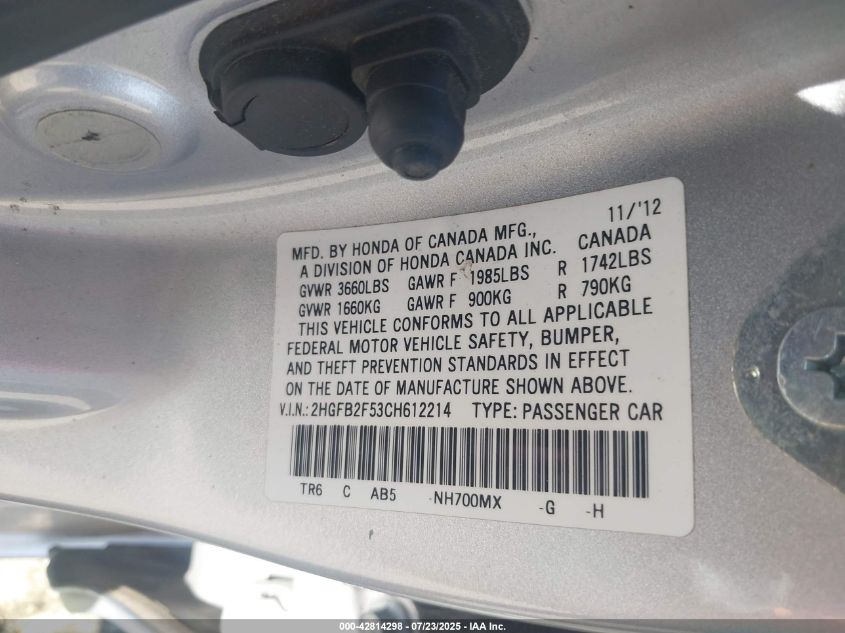 11/'12
MFD. BY HONDA OF CANADA MFG.,
A DIVISION OF HONDA CANADA INC. CANADA
GVWR 3660LBS GAWR F 1985LBS R 1742LBS
GVWR 1660KG GAWR F 900KG R 790KG
THIS VEHICLE CONFORMS TO ALL APPLICABLE
FEDERAL MOTOR VEHICLE SAFETY, BUMPER,
AND THEFT PREVENTION STANDARDS IN EFFECT
ON THE DATE OF MANUFACTURE SHOWN ABOVE.
V.I.N.: 2HGFB2F53CH612214 TYPE: PASSENGER CAR
TR6 C AB5 -NH700MX -G -H
000-42814298 - 07/23/2025 - IAA Inc.